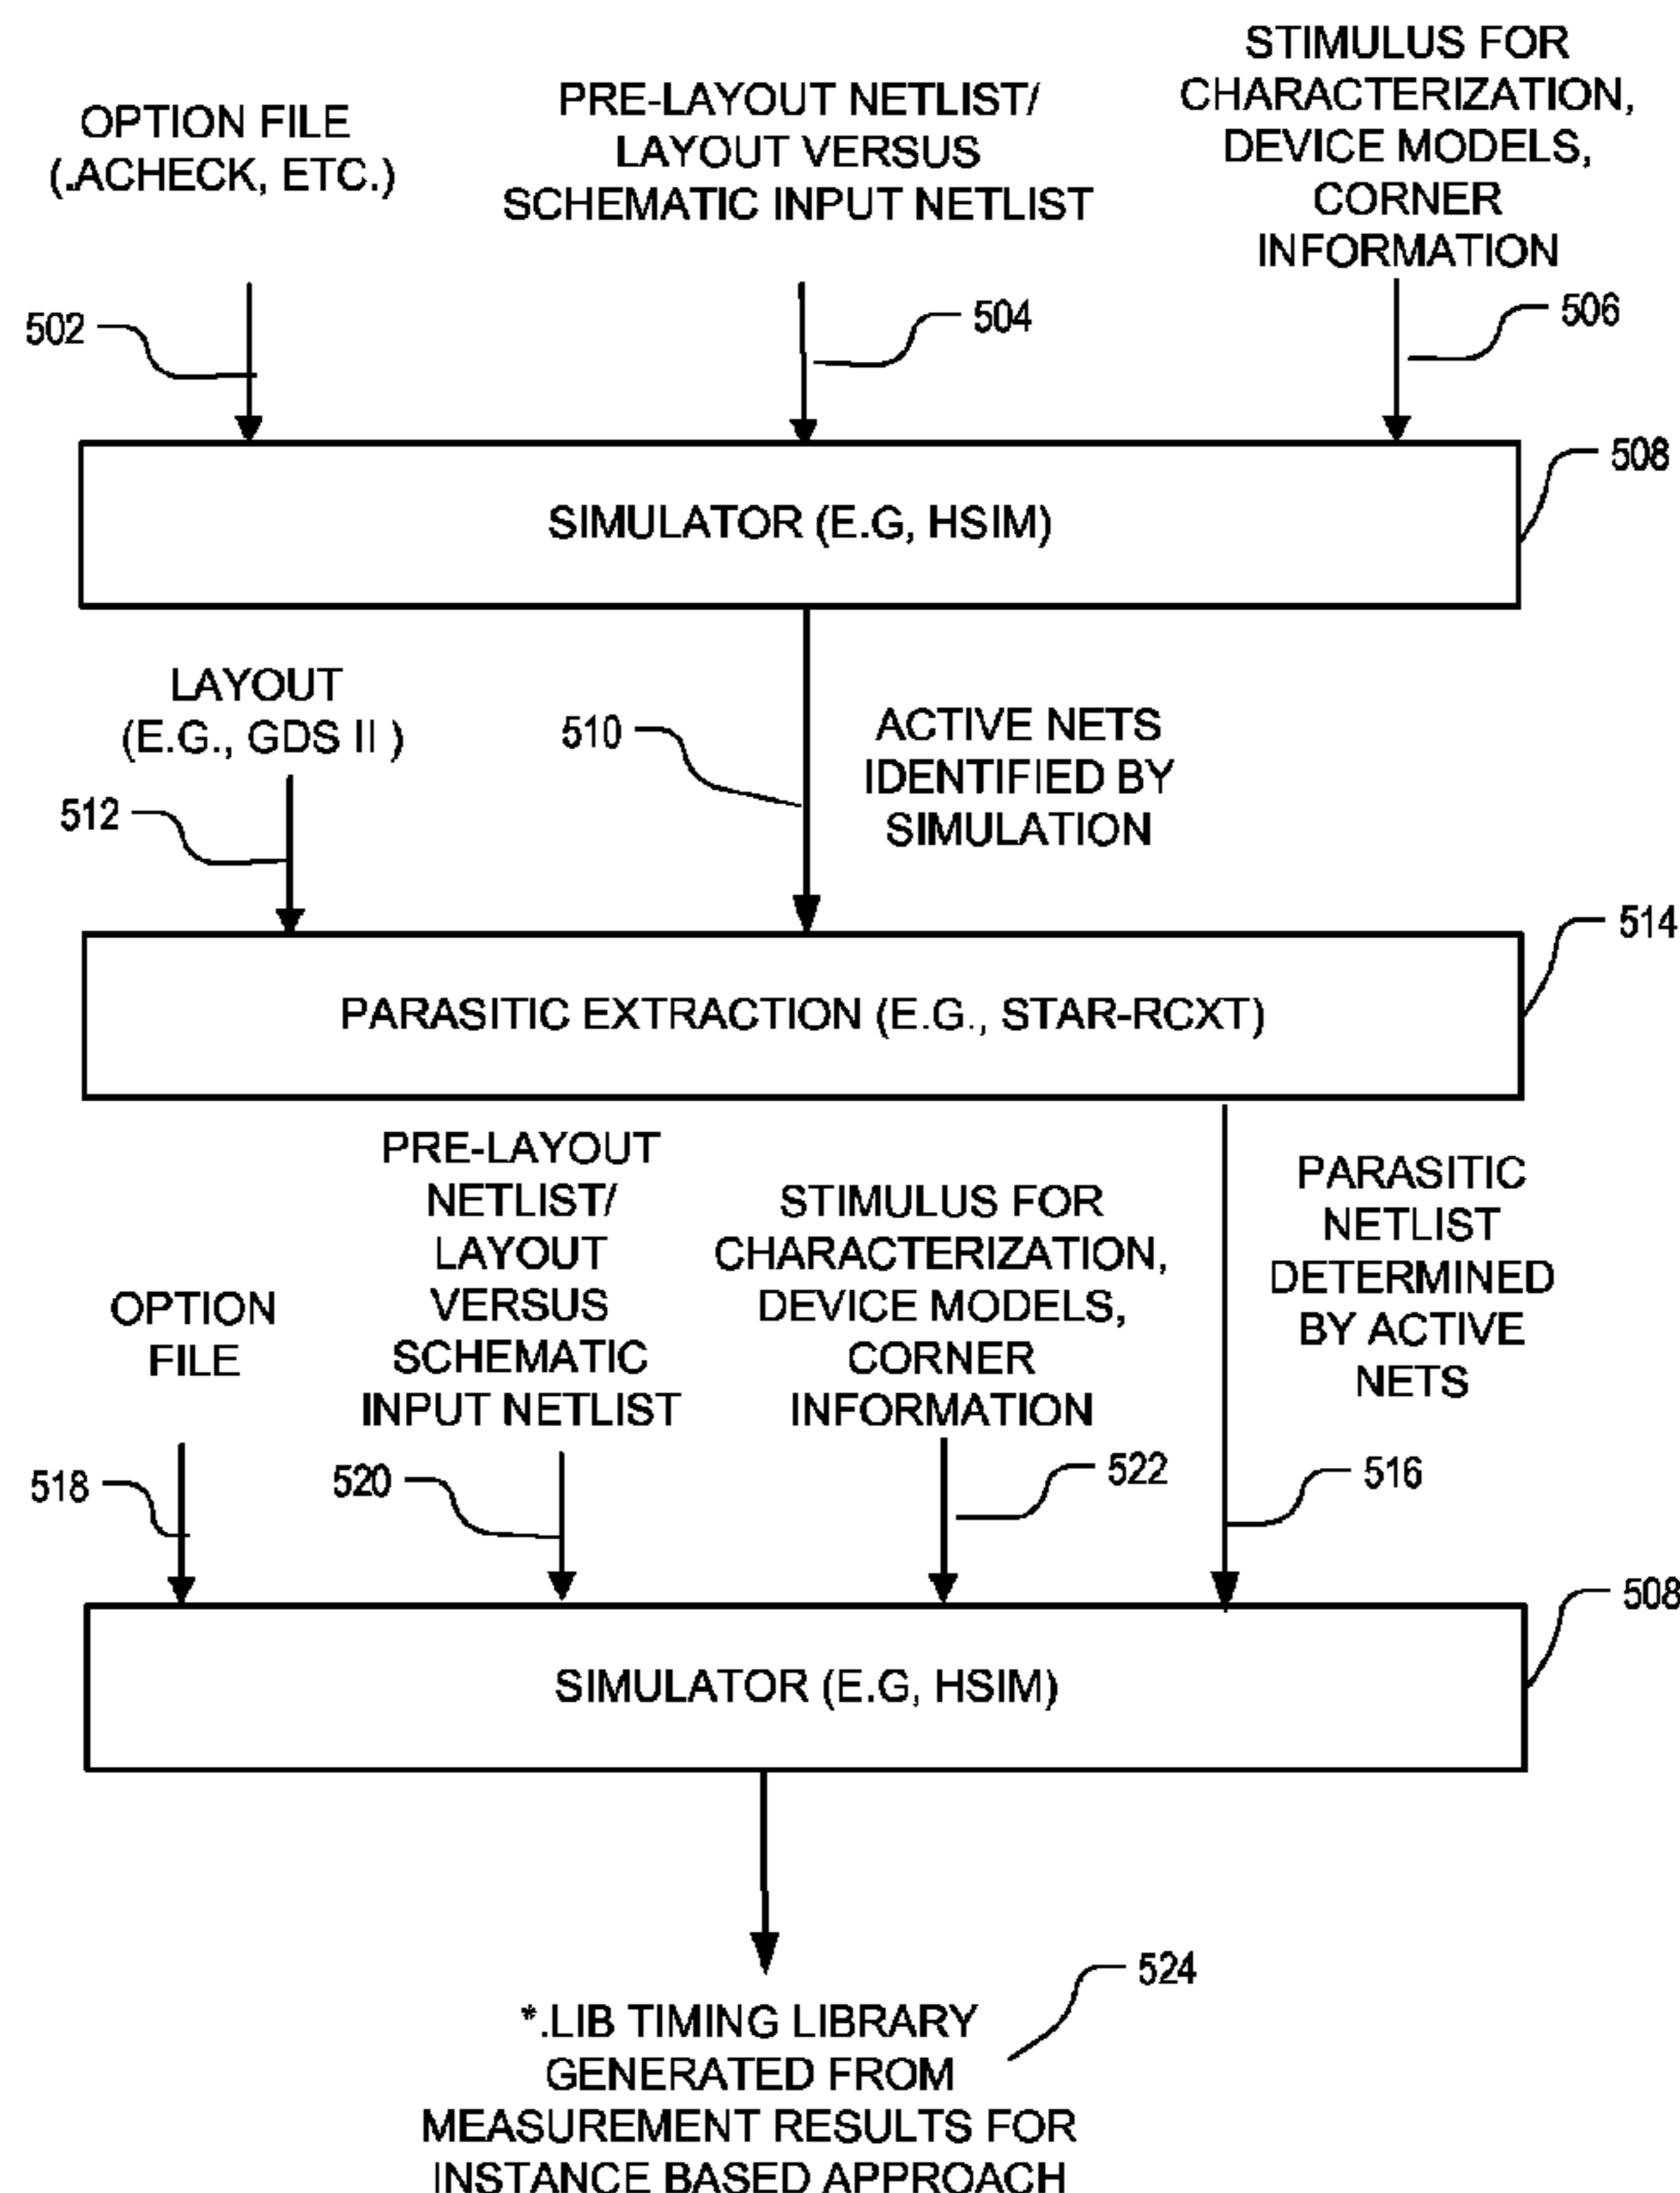 OPTION FILE
(.ACHECK, ETC.)
PRE-LAYOUT NETLIST/
LAYOUT VERSUS
SCHEMATIC INPUT NETLIST
STIMULUS FOR
CHARACTERIZATION,
DEVICE MODELS,
CORNER
INFORMATION
502
504
506
508
SIMULATOR (E.G, HSIM)
LAYOUT
(E.G., GDS II )
510
ACTIVE NETS
IDENTIFIED BY
SIMULATION
512
514
PARASITIC EXTRACTION (E.G., STAR-RCXT)
OPTION
FILE
PRE-LAYOUT
NETLIST/
LAYOUT
VERSUS
SCHEMATIC
INPUT NETLIST
STIMULUS FOR
CHARACTERIZATION,
DEVICE MODELS,
CORNER
INFORMATION
PARASITIC
NETLIST
DETERMINED
BY ACTIVE
NETS
518
520
522
516
508
SIMULATOR (E.G, HSIM)
524
*.LIB TIMING LIBRARY
GENERATED FROM
MEASUREMENT RESULTS FOR
INSTANCE BASED APPROACH